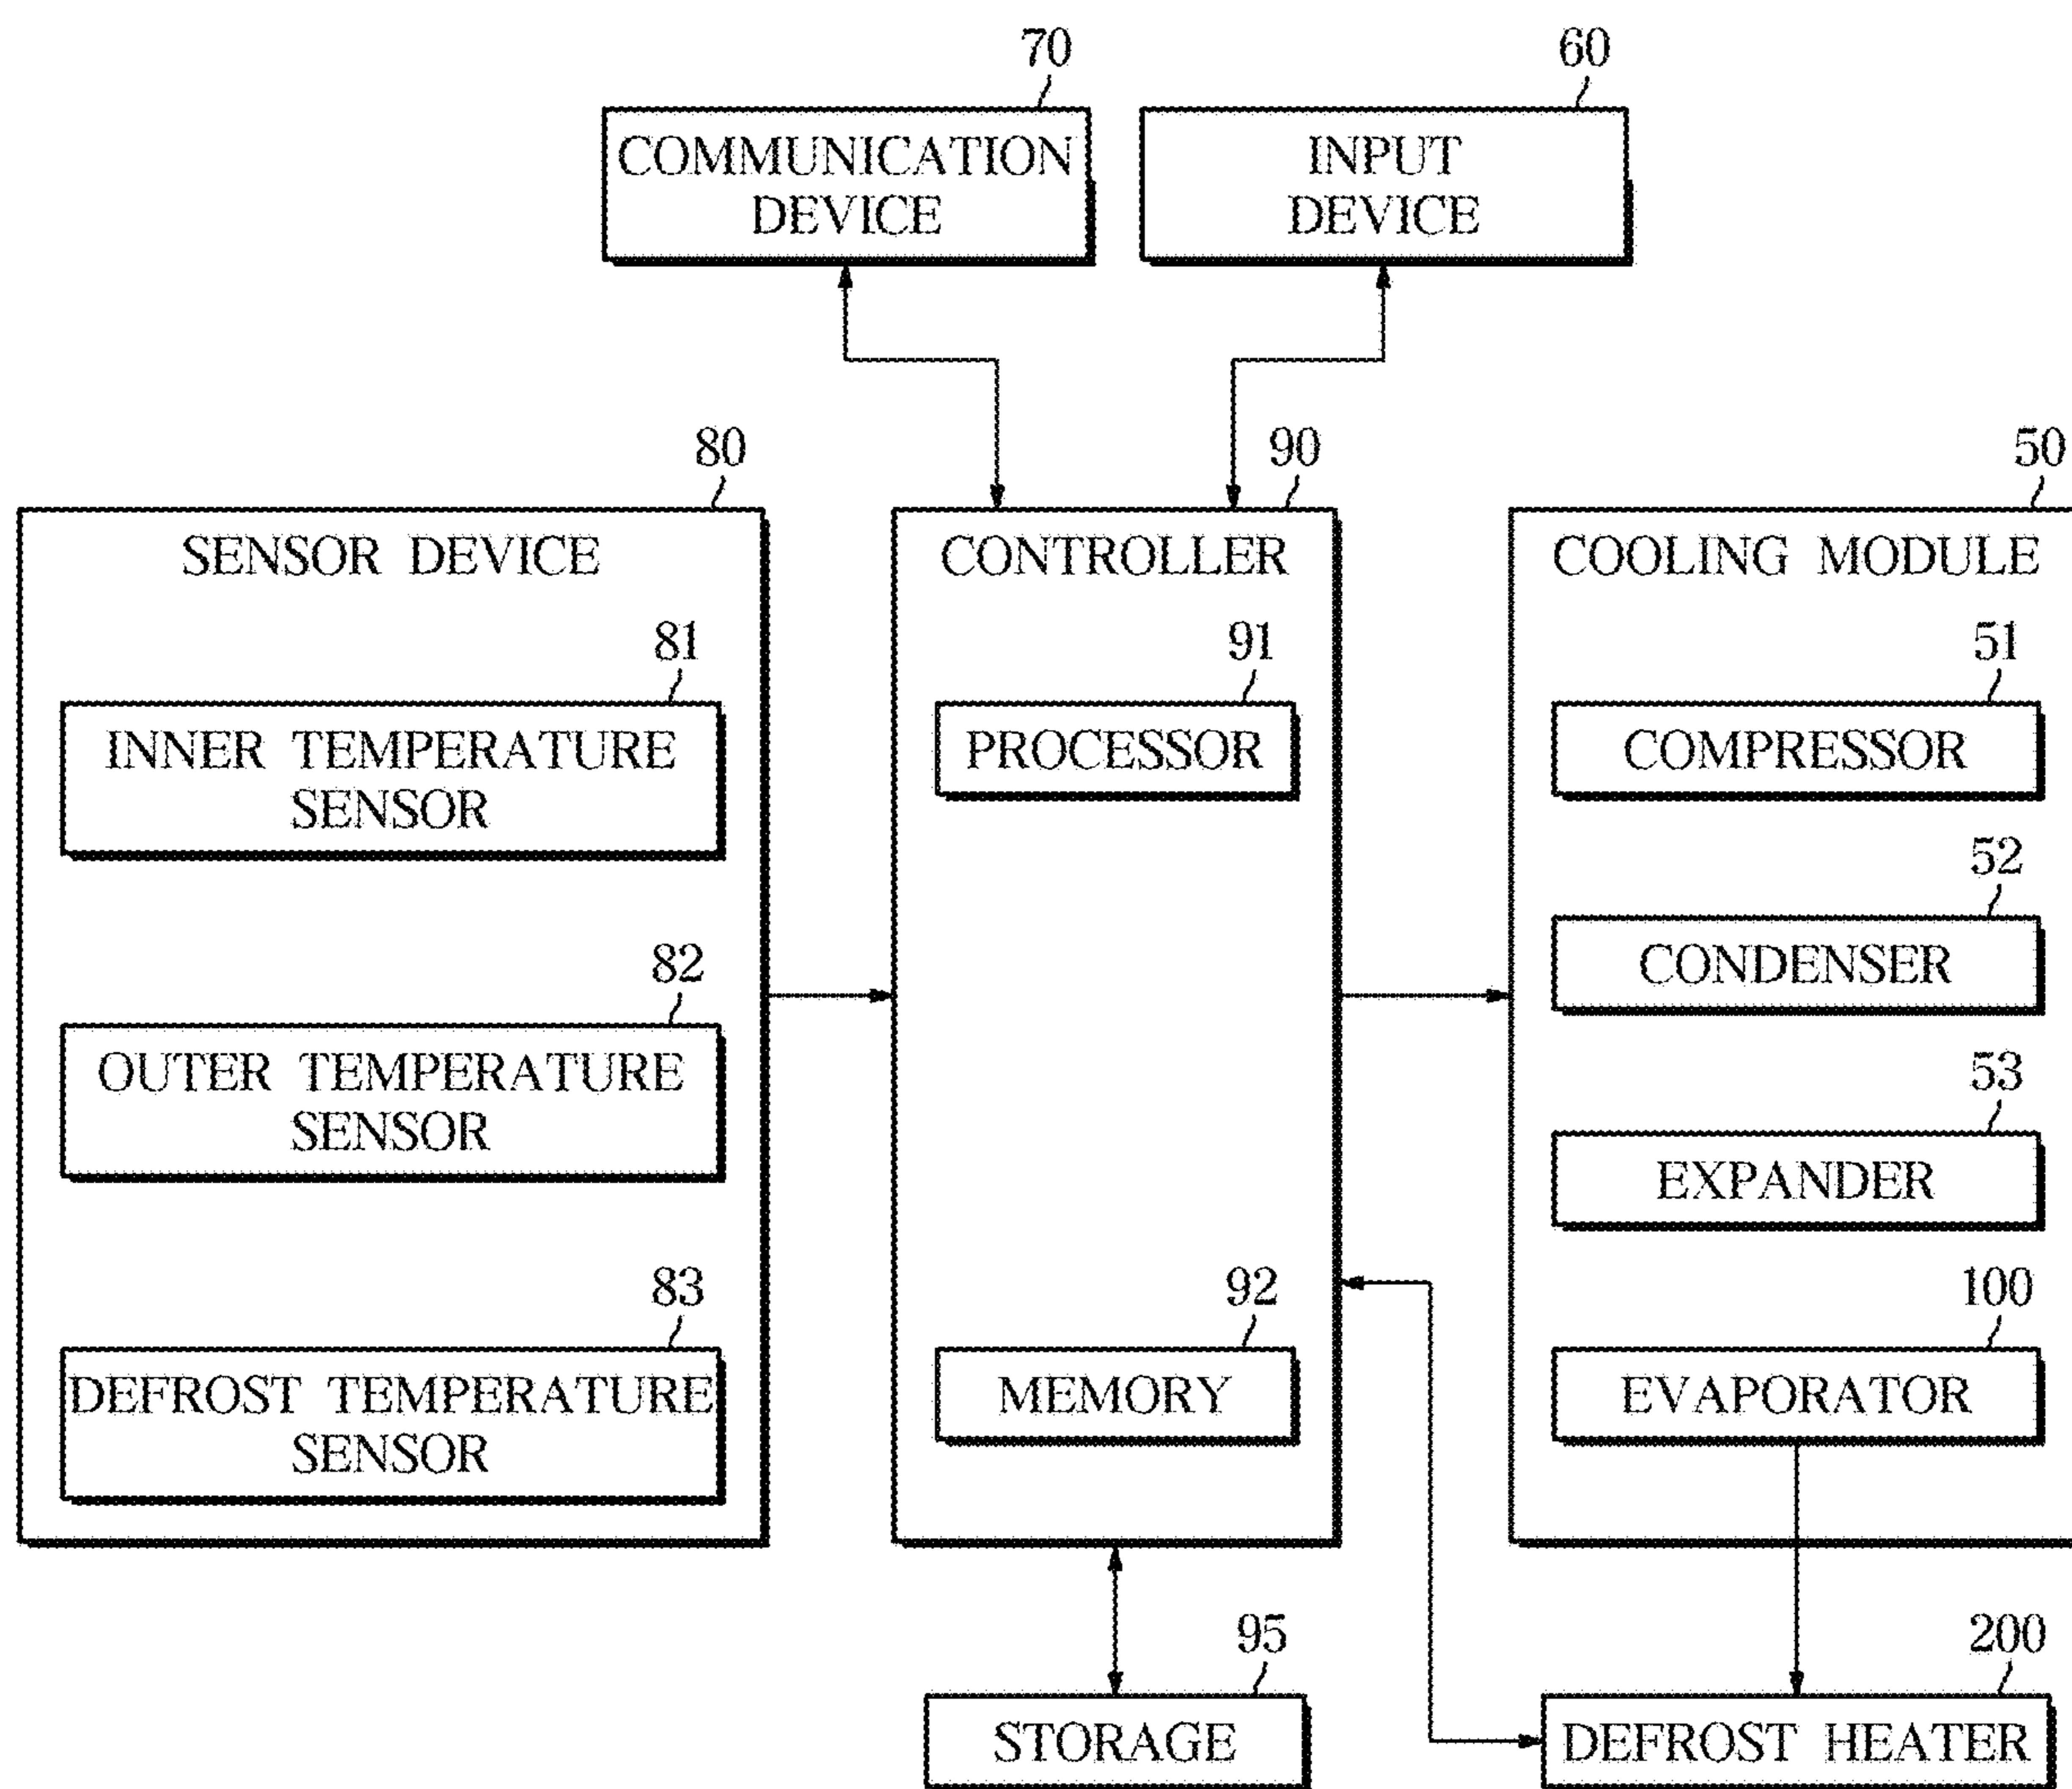 70
60
COMMUNICATION
DEVICE
INPUT
DEVICE
80
90
50
SENSOR DEVICE
CONTROLLER
COOLING MODULE
81
91
51
INNER TEMPERATURE
SENSOR
PROCESSOR
COMPRESSOR
52
CONDENSER
82
OUTER TEMPERATURE
SENSOR
53
EXPANDER
83
92
100
DEFROST TEMPERATURE
SENSOR
MEMORY
EVAPORATOR
95
200
STORAGE
DEFROST HEATER